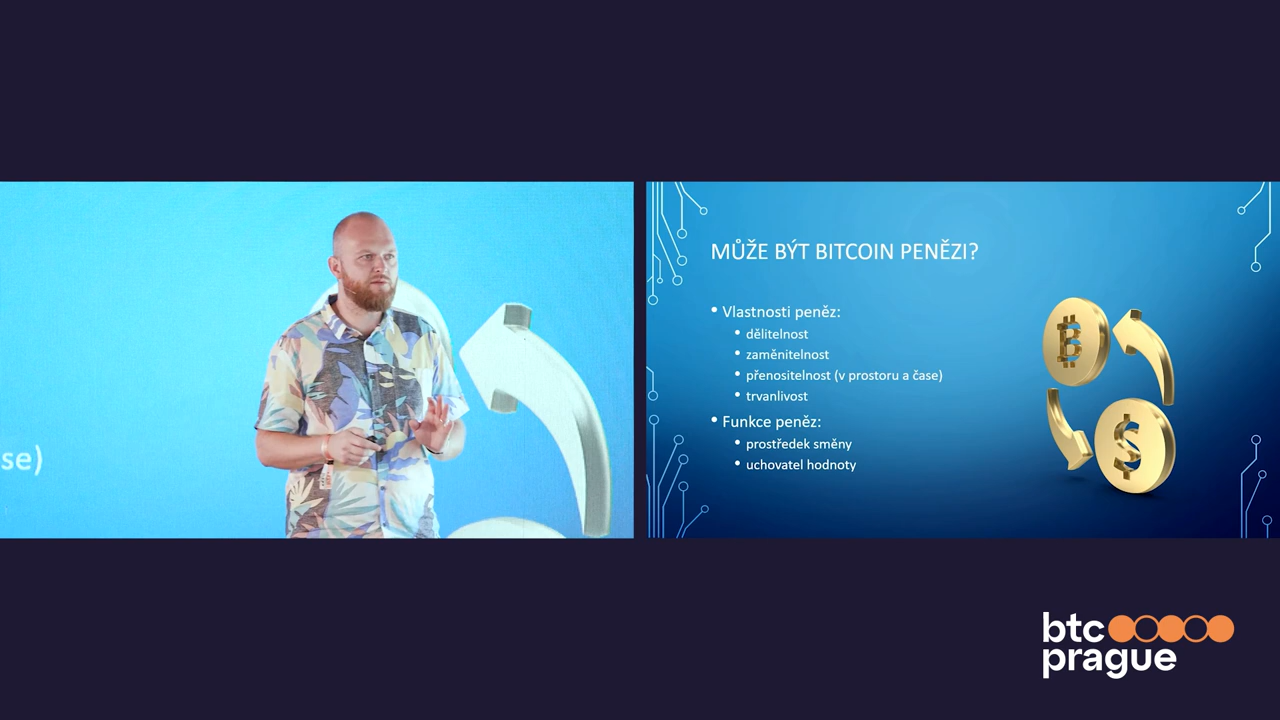 se)
MŮŽE BÝT BITCOIN PENĚZI?
• Vlastnosti peněz:
• dělitelnost
• zaměnitelnost
• přenositelnost (v prostoru a čase)
• trvanlivost
• Funkce peněz:
• prostředek směny
• uchovatel hodnoty
btc
prague